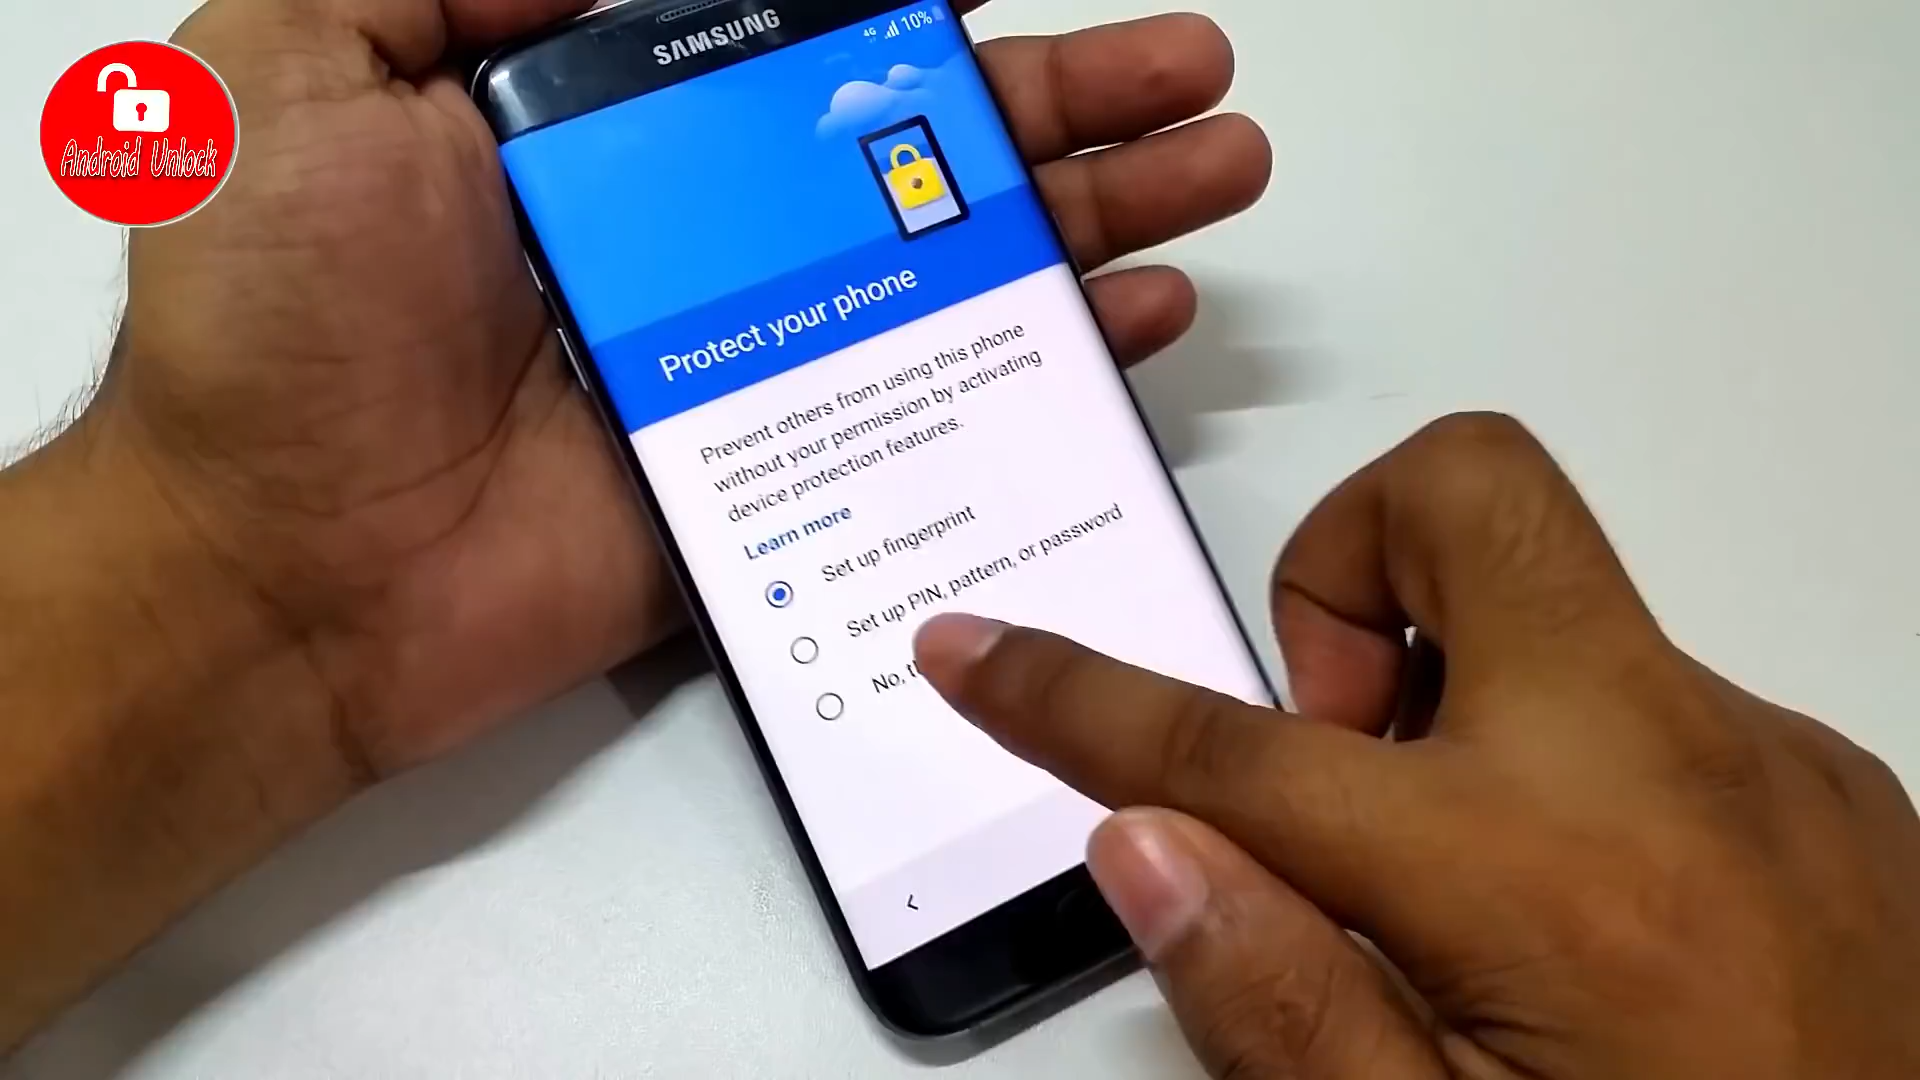 Android Unlock
SAMSUNG
4G 10%
Protect your phone
Prevent others from using this phone
without your permission by activating
device protection features.
Learn more
Set up fingerprint
Set up PIN, pattern, or password
No,